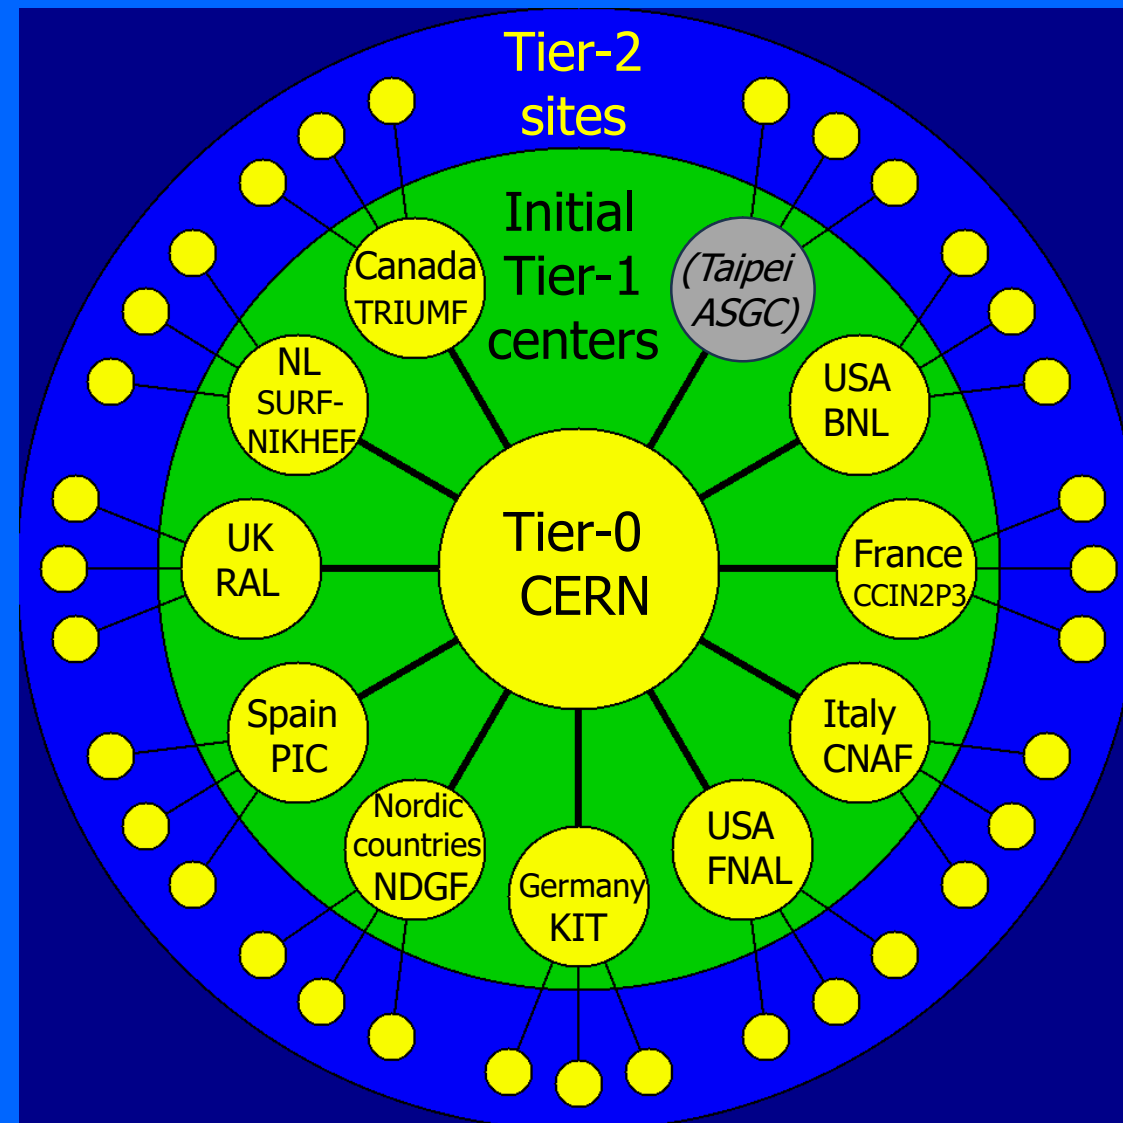 Tier-2
sites
Initial
Tier-1
centers
Canada
TRIUMF
(Taipei
ASGC)
NL
SURF-
NIKHEF
USA
BNL
UK
RAL
Tier-0
CERN
France
CCIN2P3
Spain
PIC
Italy
CNAF
Nordic
countries
NDGF
Germany
KIT
USA
FNAL